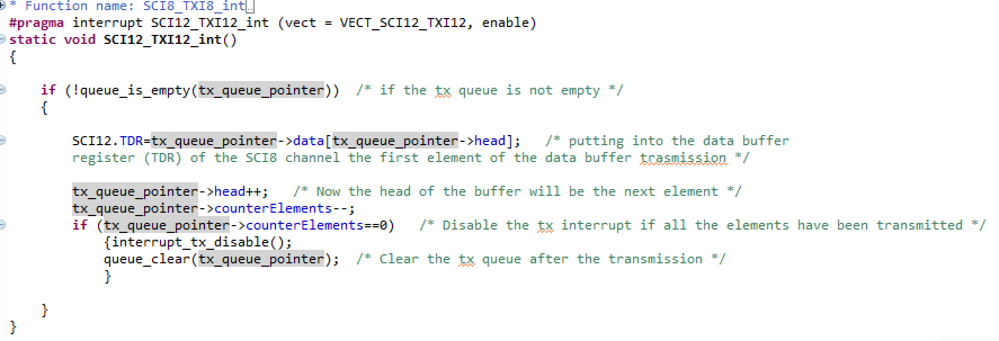 * Function name: SCI8_TXI8_int..
#pragma interrupt SCI12_TXI12_int (vect = VECT_SCI12_TXI12, enable)
static void SCI12_TXI12_int()
{
if (!queue_is_empty(tx_queue_pointer))  /* if the tx queue is not empty */
{
SCI12.TDR=tx_queue_pointer->data[tx_queue_pointer->head];   /* putting into the data buffer
register (TDR) of the SCI8 channel the first element of the data buffer trasmission */
tx_queue_pointer->head++;   /* Now the head of the buffer will be the next element */
tx_queue_pointer->counterElements--;
if (tx_queue_pointer->counterElements==0)   /* Disable the tx interrupt if all the elements have been transmitted */
{interrupt_tx_disable();
queue_clear(tx_queue_pointer);  /* Clear the tx queue after the transmission */
}
}
}